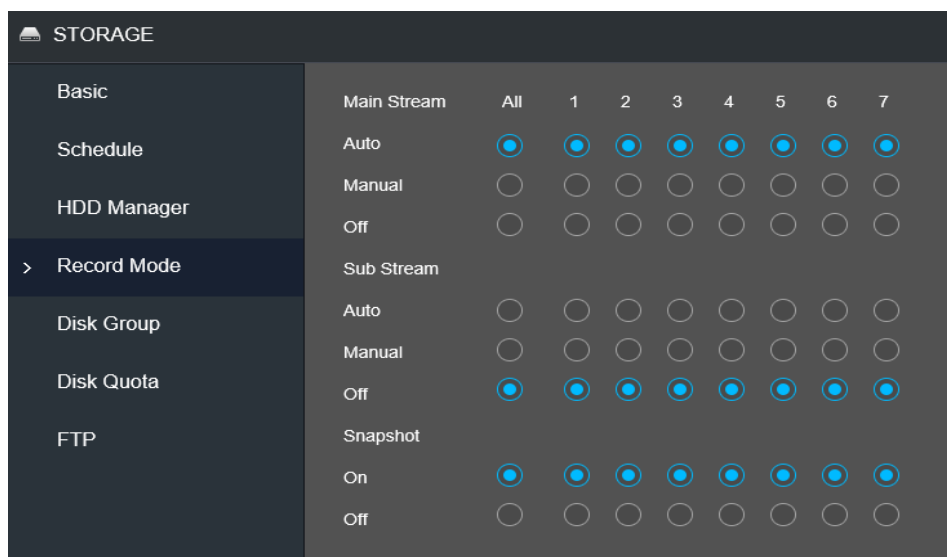 STORAGE
Basic
Schedule
HDD Manager
> Record Mode
Disk Group
Disk Quota
FTP
Main Stream All 1 2 3 4 5 6 7
Auto
Manual
Off
Sub Stream
Auto
Manual
Off
Snapshot
On
Off